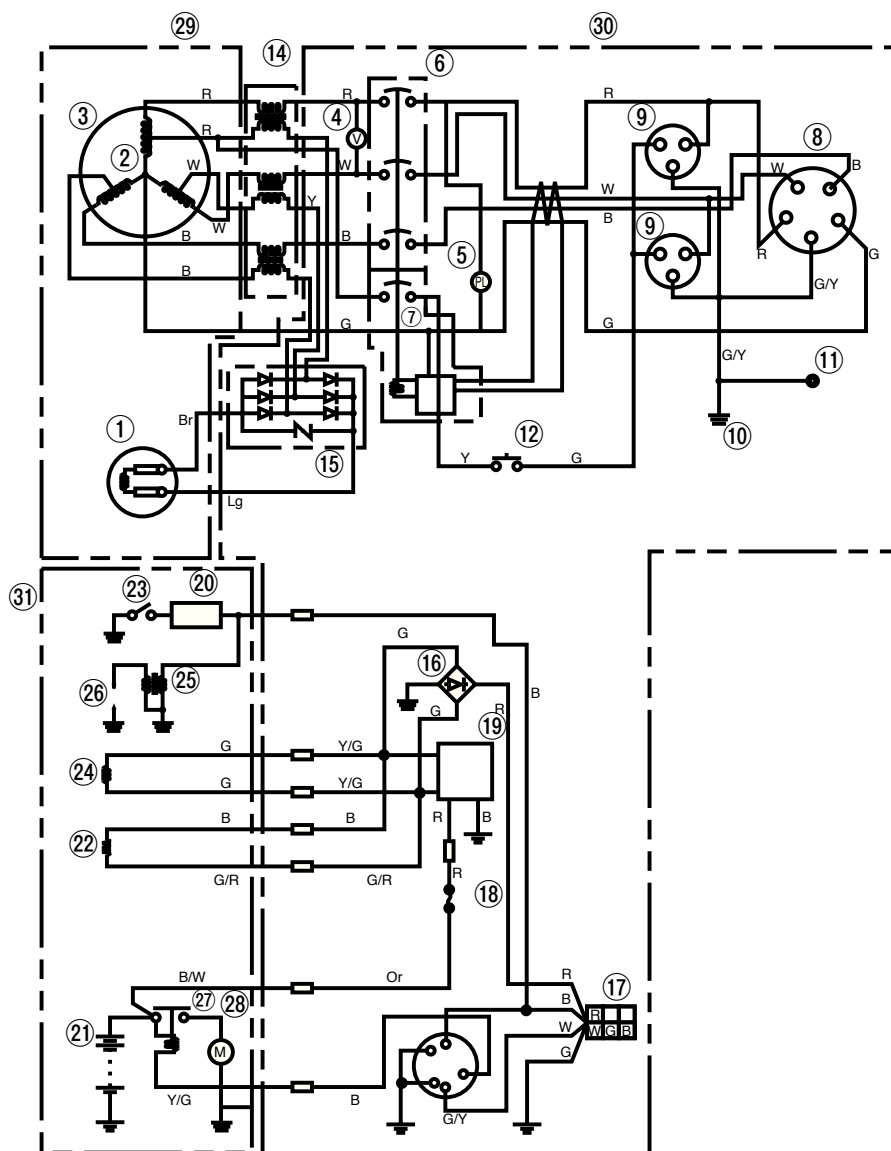 ㉙
⑭
㉚
⑥
③
R
R
④
R
⑨
⑧
②
R
V
W
W
Y
W
W
B
W
B
B
B
⑤
⑨
R
G
B
PL
G/Y
⑦
G
G
G/Y
⑪
Br
①
⑫
⑩
⑮
Y
G
Lg
㉛
㉓
⑳
G
⑯
B
㉖
㉕
G
R
⑲
G
Y/G
㉔
G
Y/G
B
B
R
B
㉒
G/R
G/R
R
⑱
B/W
Or
R
⑰
㉗
㉘
B
R
㉑
W
W G B
M
G
Y/G
B
G/Y